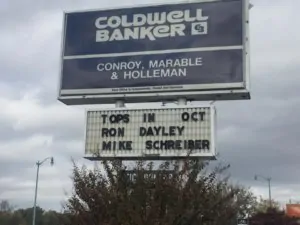 COLDWELL
BANKER
CONROY, MARABLE
& HOLLEMAN
TOPS IN OCT
RON DAYLEY
MIKE SCHREIBER